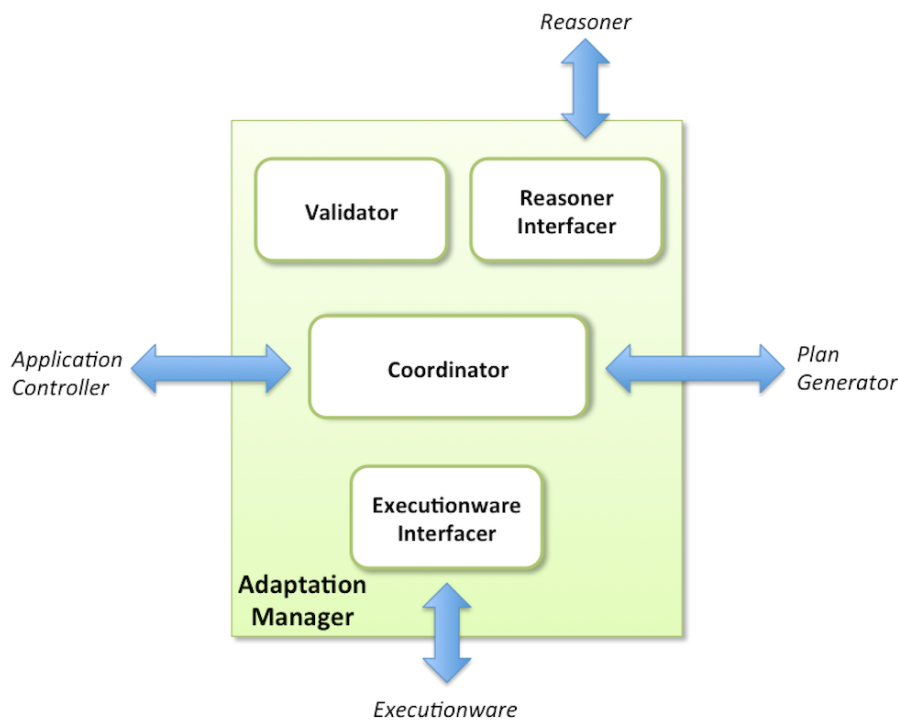 Reasoner
Validator
Reasoner
Interfacer
Application
Controller
Coordinator
Plan
Generator
Executionware
Interfacer
Adaptation
Manager
Executionware